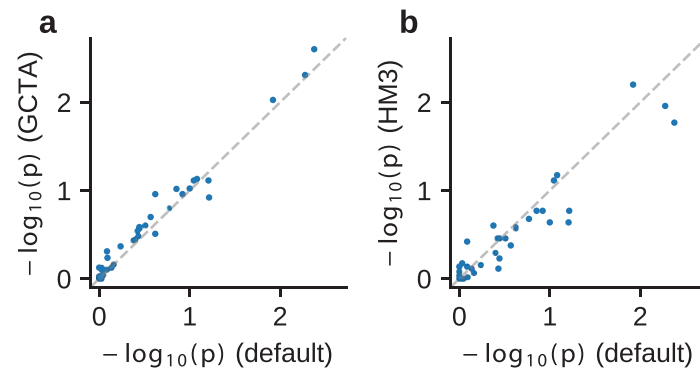 a
− log₁₀(p) (GCTA)
2
1
0
0 1 2
− log₁₀(p) (default)
b
− log₁₀(p) (HM3)
2
1
0
0 1 2
− log₁₀(p) (default)